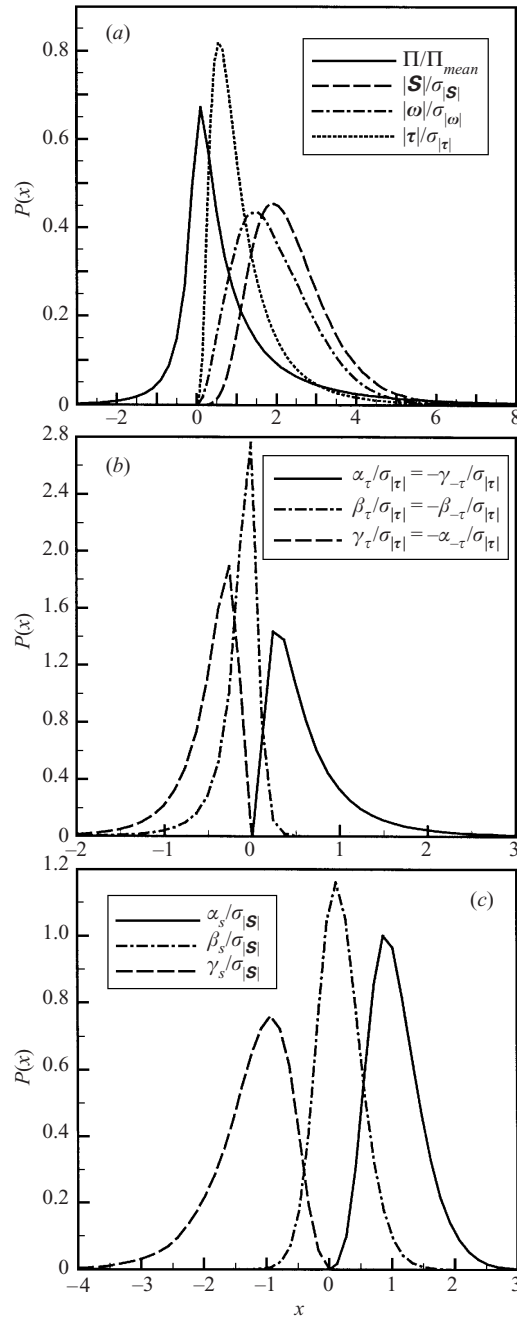 (a)
Π/Π_mean
|S|/σ_|S|
|ω|/σ_|ω|
|τ|/σ_|τ|
P(x)
0.8
0.6
0.4
0.2
0
−2 0 2 4 6 8
(b)
α_τ/σ_|τ| = −γ_−τ/σ_|τ|
β_τ/σ_|τ| = −β_−τ/σ_|τ|
γ_τ/σ_|τ| = −α_−τ/σ_|τ|
P(x)
2.8
2.4
2.0
1.6
1.2
0.8
0.4
0
−2 −1 0 1 2 3
(c)
α_s/σ_|S|
β_s/σ_|S|
γ_s/σ_|S|
P(x)
1.2
1.0
0.8
0.6
0.4
0.2
0
−4 −3 −2 −1 0 1 2 3
x